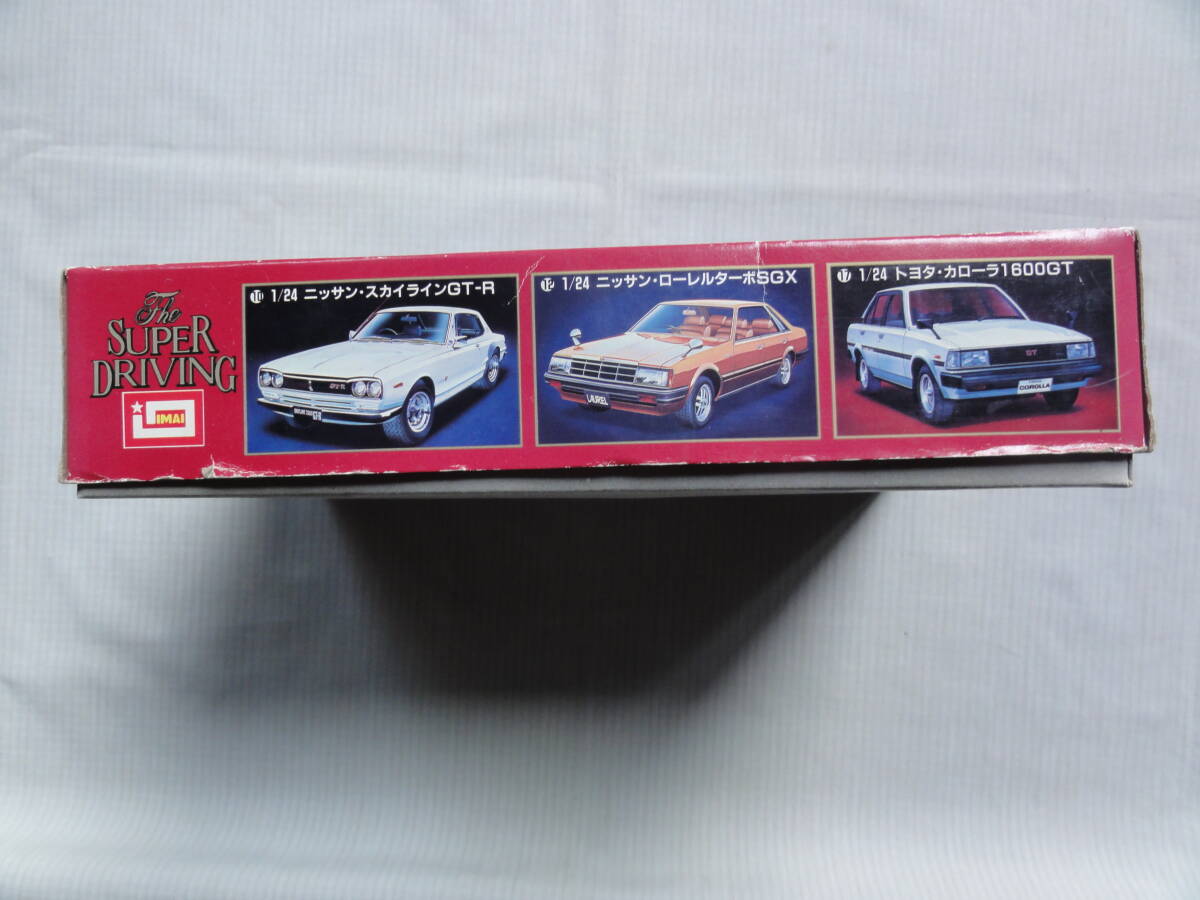 The
SUPER
DRIVING
IMAI
⑩ 1/24 ニッサン・スカイラインGT-R
GT-R
⑫ 1/24 ニッサン・ローレルターボSGX
LAUREL
⑰ 1/24 トヨタ・カローラ1600GT
GT
COROLLA